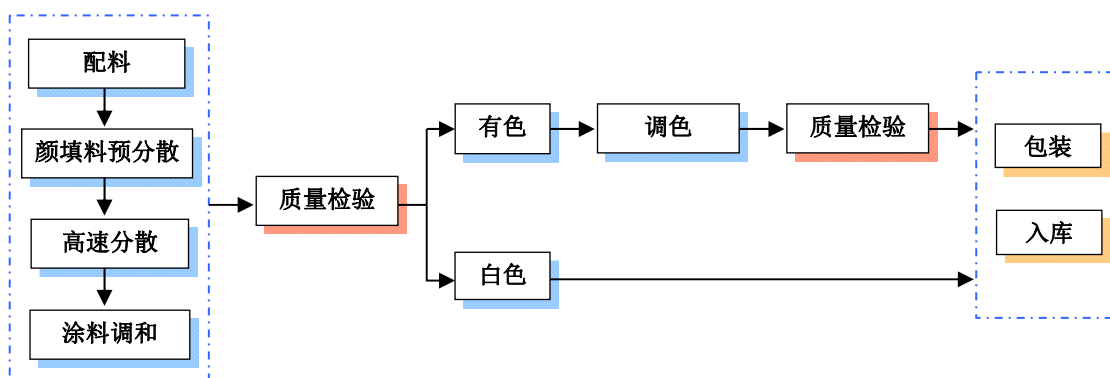 配料
颜填料预分散
高速分散
涂料调和
质量检验
有色
调色
质量检验
白色
包装
入库